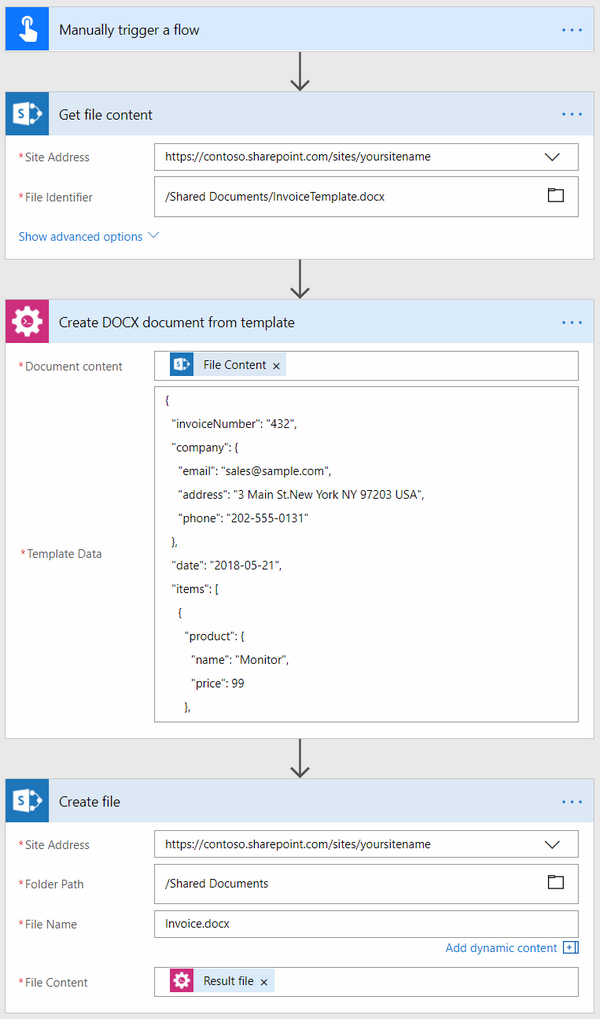 Manually trigger a flow
Get file content
*Site Address
https://contoso.sharepoint.com/sites/yoursitename
*File Identifier
/Shared Documents/InvoiceTemplate.docx
Show advanced options
Create DOCX document from template
*Document content
File Content ×
*Template Data
{
"invoiceNumber": "432",
"company": {
"email": "sales@sample.com",
"address": "3 Main St.New York NY 97203 USA",
"phone": "202-555-0131"
},
"date": "2018-05-21",
"items": [
{
"product": {
"name": "Monitor",
"price": 99
},
Create file
*Site Address
https://contoso.sharepoint.com/sites/yoursitename
*Folder Path
/Shared Documents
*File Name
Invoice.docx
Add dynamic content
*File Content
Result file ×